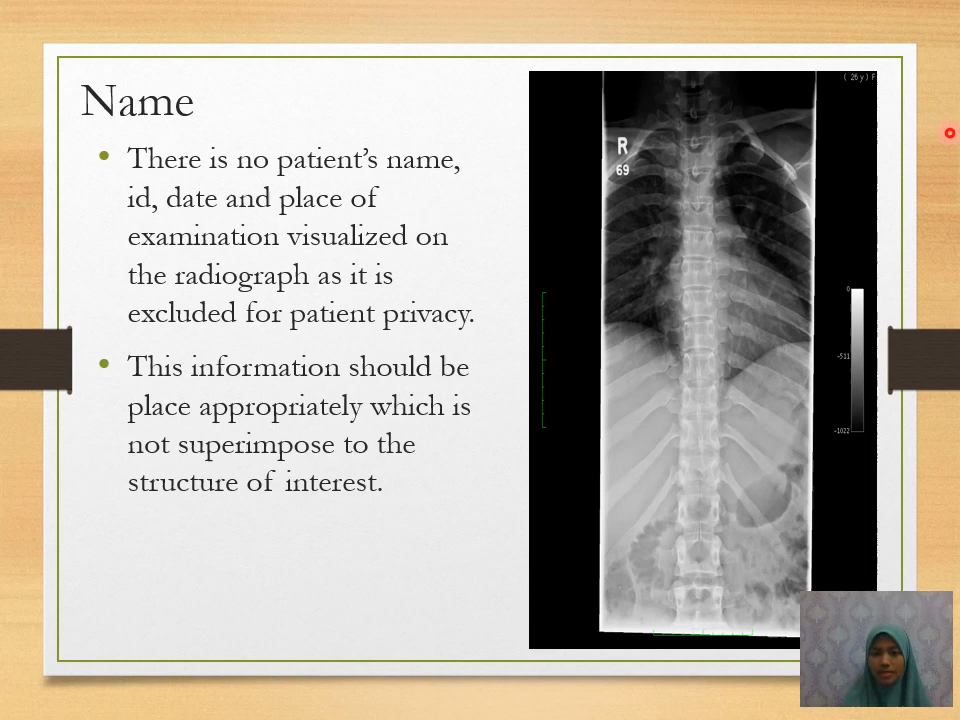 Name
• There is no patient’s name,
id, date and place of
examination visualized on
the radiograph as it is
excluded for patient privacy.
• This information should be
place appropriately which is
not superimpose to the
structure of interest.
( 26 y) F
R
69
0
-511
-1022